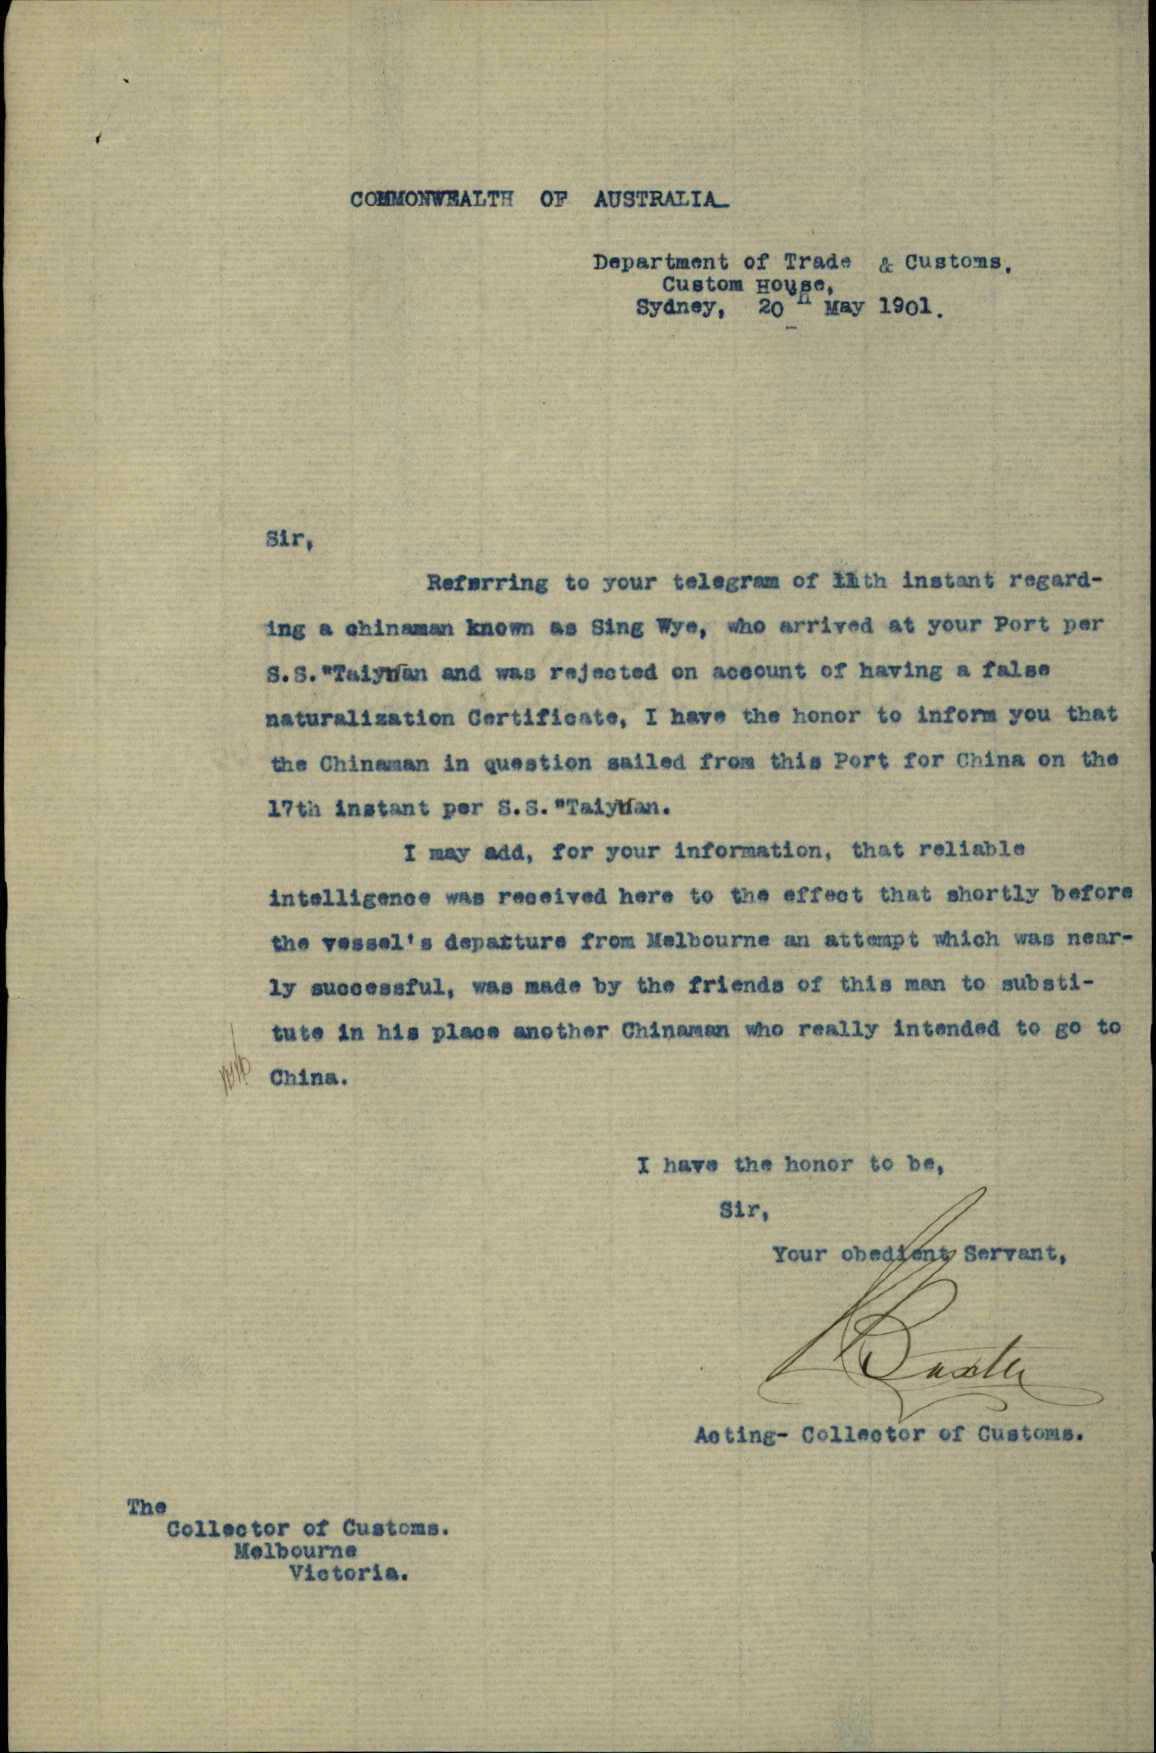 COMMONWEALTH OF AUSTRALIA
Department of Trade & Customs,
Custom House,
Sydney, 20th May 1901.
Sir,
Referring to your telegram of 11th instant regard-
ing a chinaman known as Sing Wye, who arrived at your Port per
S.S."Taiyuan and was rejected on account of having a false
naturalization Certificate, I have the honor to inform you that
the Chinaman in question sailed from this Port for China on the
17th instant per S.S."Taiyuan.
I may add, for your information, that reliable
intelligence was received here to the effect that shortly before
the vessel's departure from Melbourne an attempt which was near-
ly successful, was made by the friends of this man to substi-
tute in his place another Chinaman who really intended to go to
China.
I have the honor to be,
Sir,
Your obedient Servant,
Baxter
Acting- Collector of Customs.
The
Collector of Customs.
Melbourne
Victoria.